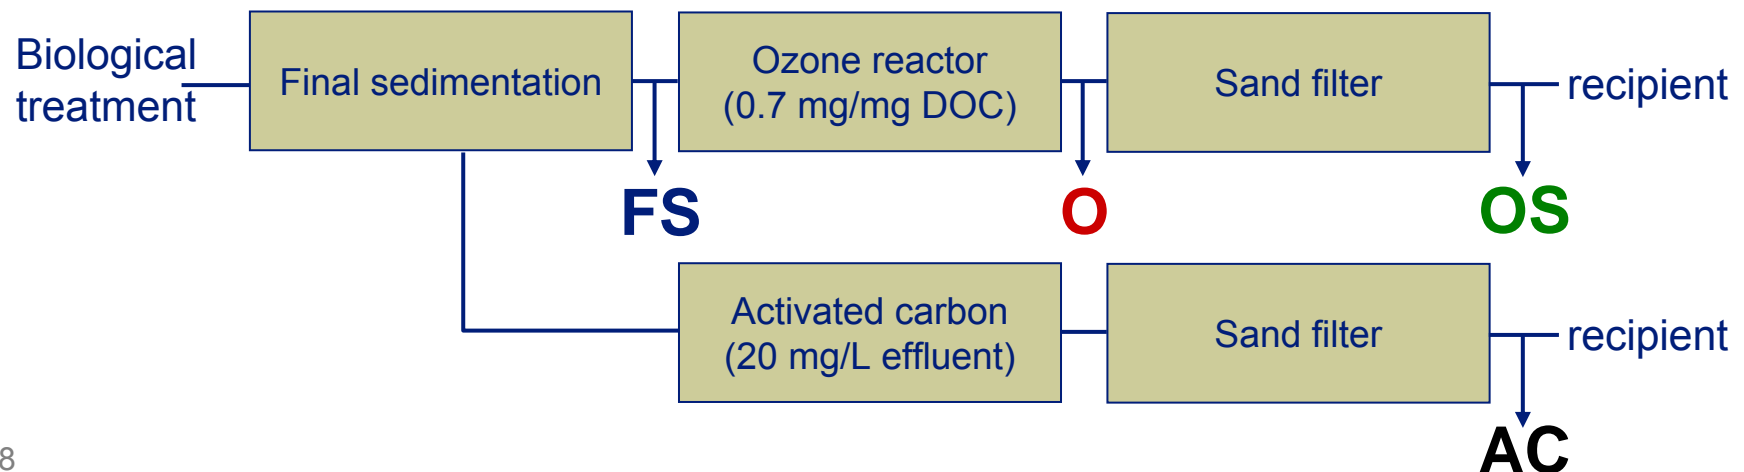 Biological
treatment
Final sedimentation
Ozone reactor
(0.7 mg/mg DOC)
Sand filter
recipient
FS
O
OS
Activated carbon
(20 mg/L effluent)
Sand filter
recipient
AC
8